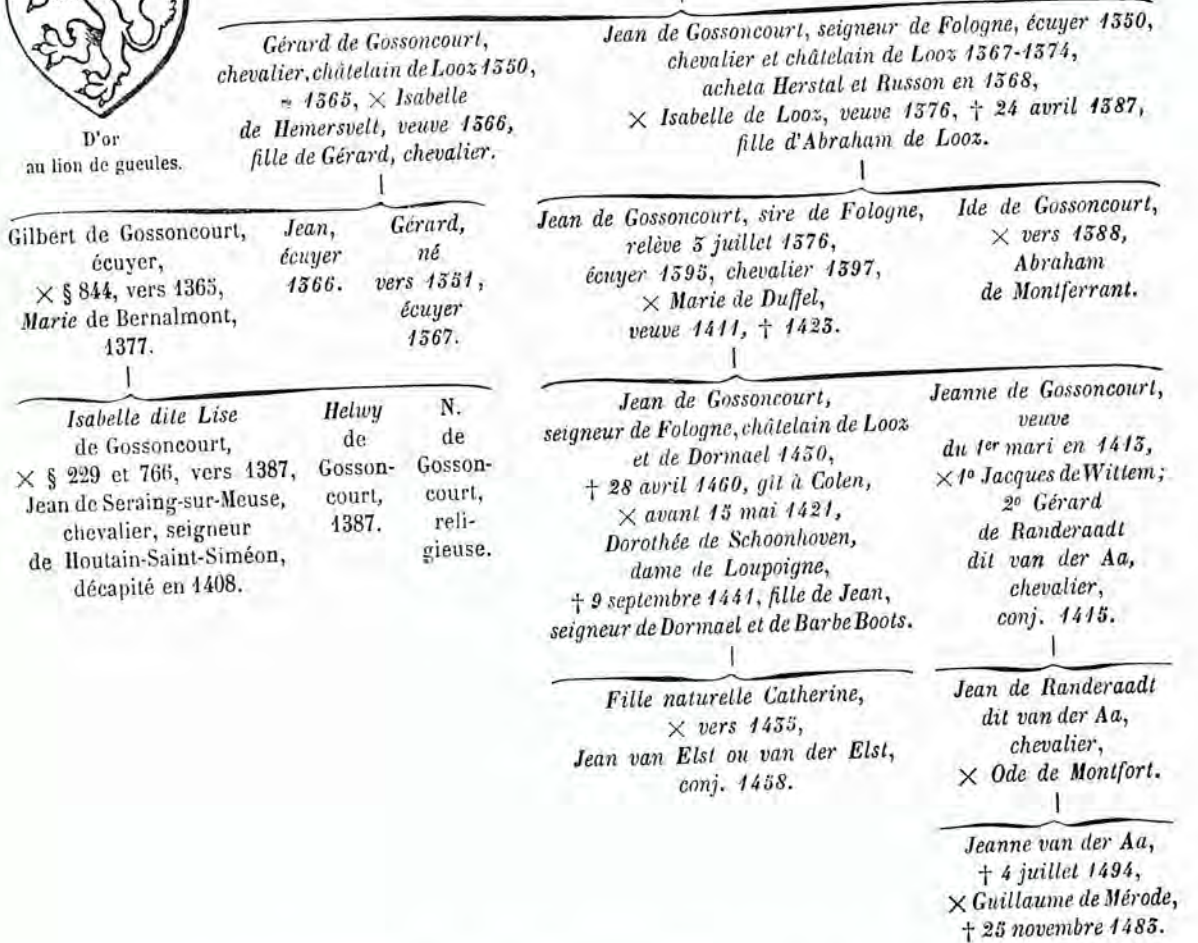 D'or
au lion de gueules.
Gérard de Gossoncourt,
chevalier, châtelain de Looz 1350,
1365, × Isabelle
de Hemersvelt, veuve 1366,
fille de Gérard, chevalier.
Jean de Gossoncourt, seigneur de Fologne, écuyer 1350,
chevalier et châtelain de Looz 1367-1374,
acheta Herstal et Russon en 1368,
× Isabelle de Looz, veuve 1376, † 24 avril 1387,
fille d'Abraham de Looz.
Gilbert de Gossoncourt,
écuyer,
× § 844, vers 1365,
Marie de Bernalmont,
1377.
Jean,
écuyer
1366.
Gérard,
né
vers 1351,
écuyer
1367.
Jean de Gossoncourt, sire de Fologne,
relève 3 juillet 1376,
écuyer 1395, chevalier 1397,
× Marie de Duffel,
veuve 1411, † 1423.
Ide de Gossoncourt,
× vers 1388,
Abraham
de Montferrant.
Isabelle dite Lise
de Gossoncourt,
× § 229 et 766, vers 1387,
Jean de Seraing-sur-Meuse,
chevalier, seigneur
de Houtain-Saint-Siméon,
décapité en 1408.
Helwy
de
Gosson-
court,
1387.
N.
de
Gosson-
court,
reli-
gieuse.
Jean de Gossoncourt,
seigneur de Fologne, châtelain de Looz
et de Dormael 1430,
† 28 avril 1460, gît à Colen,
× avant 15 mai 1421,
Dorothée de Schoonhoven,
dame de Loupoigne,
† 9 septembre 1441, fille de Jean,
seigneur de Dormael et de Barbe Boots.
Jeanne de Gossoncourt,
veuve
du 1er mari en 1413,
× 1º Jacques de Wittem;
2º Gérard
de Randeraadt
dit van der Aa,
chevalier,
conj. 1415.
Fille naturelle Catherine,
× vers 1435,
Jean van Elst ou van der Elst,
conj. 1458.
Jean de Randeraadt
dit van der Aa,
chevalier,
× Ode de Montfort.
Jeanne van der Aa,
† 4 juillet 1494,
× Guillaume de Mérode,
† 25 novembre 1483.